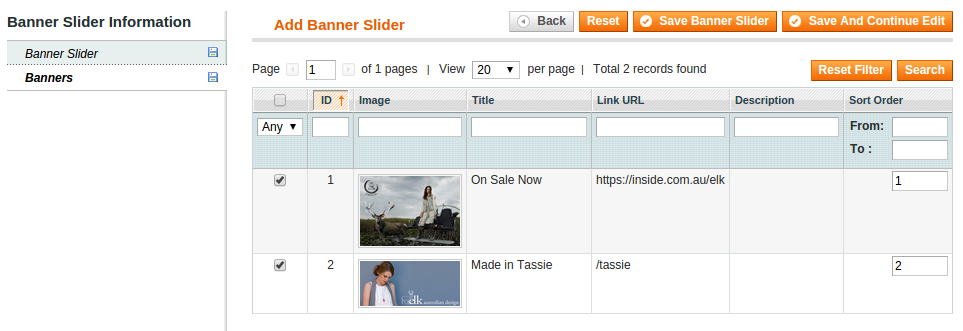 Banner Slider Information
Banner Slider
Banners
Add Banner Slider
Back
Reset
Save Banner Slider
Save And Continue Edit
Page 1 of 1 pages | View 20 per page | Total 2 records found
Reset Filter
Search
ID Image Title Link URL Description Sort Order
Any From:
To :
1 On Sale Now https://inside.com.au/elk 1
2 Made in Tassie /tassie 2
elk australian design